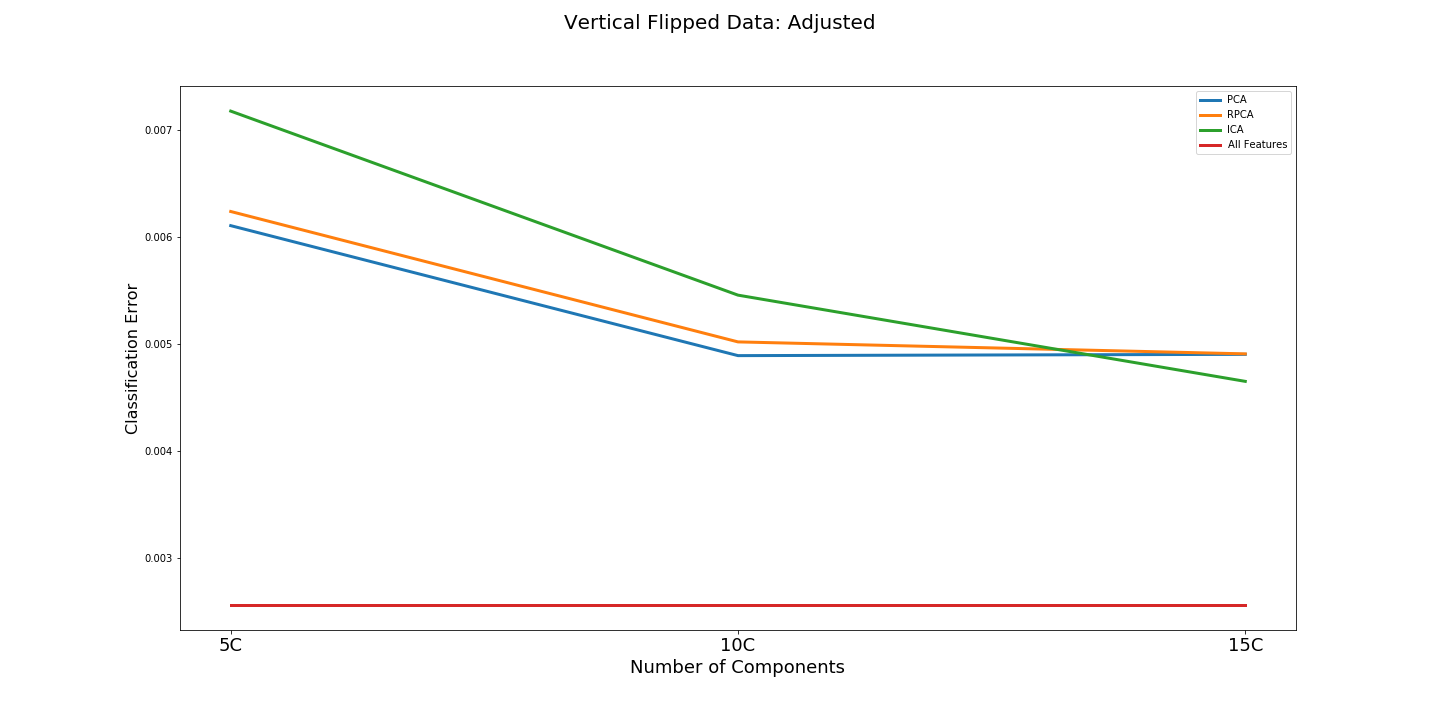 Vertical Flipped Data: Adjusted
PCA
RPCA
ICA
All Features
0.007
0.006
0.005
0.004
0.003
Classification Error
5C
10C
15C
Number of Components